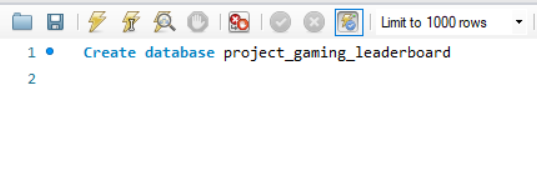 Limit to 1000 rows
1 Create database project_gaming_leaderboard
2